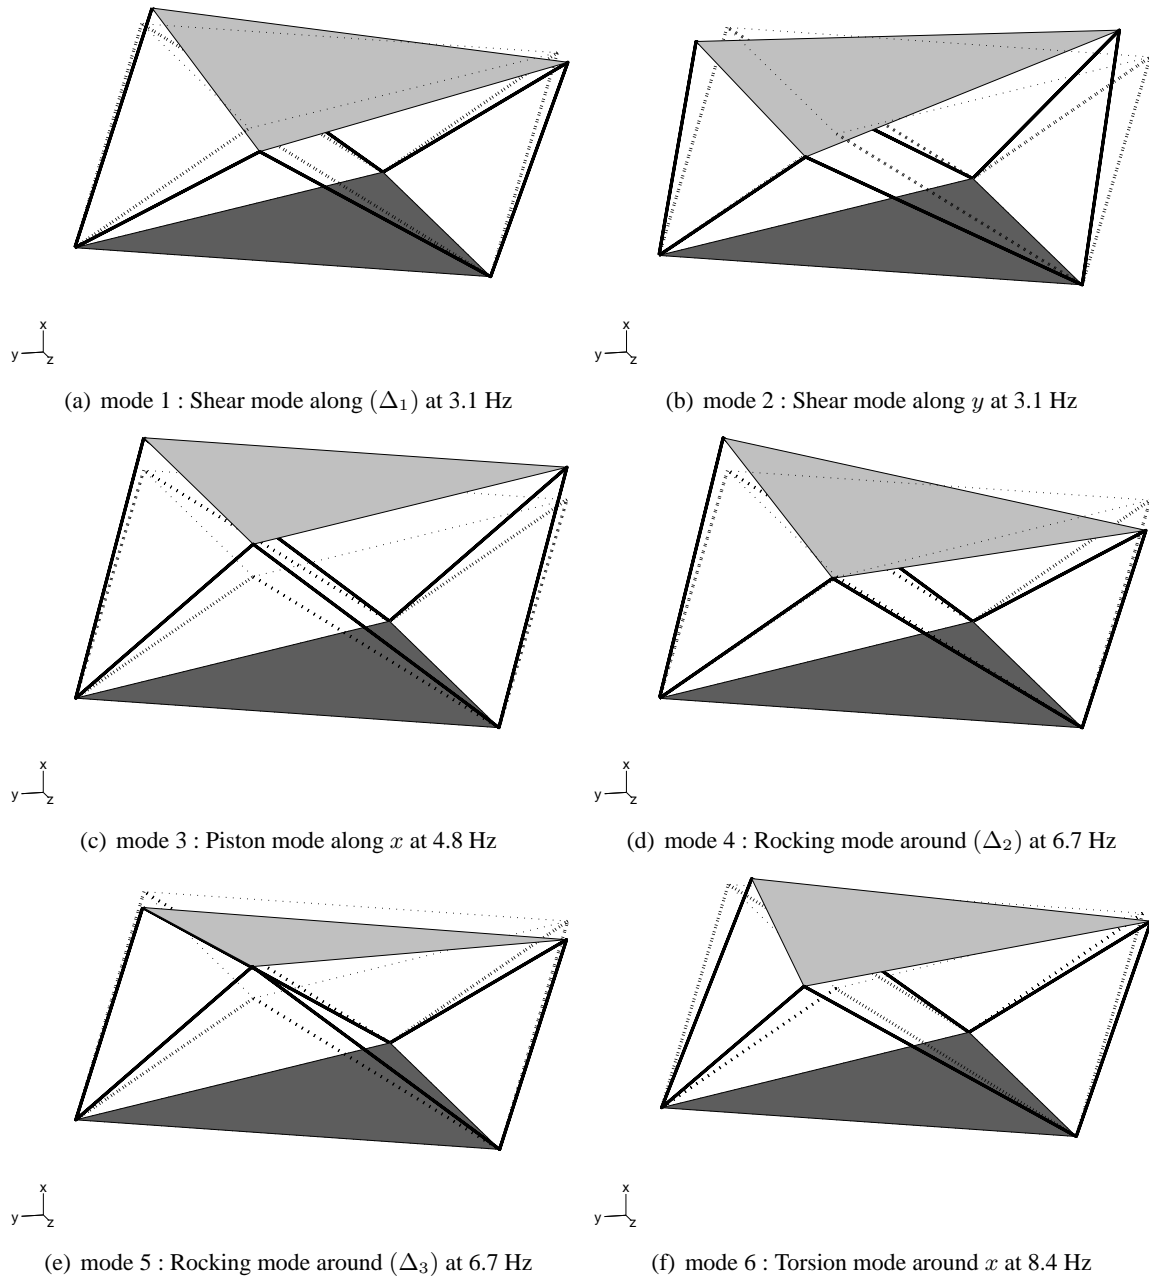 x
y z
x
y z
(a) mode 1 : Shear mode along (Δ₁) at 3.1 Hz
(b) mode 2 : Shear mode along y at 3.1 Hz
x
y z
x
y z
(c) mode 3 : Piston mode along x at 4.8 Hz
(d) mode 4 : Rocking mode around (Δ₂) at 6.7 Hz
x
y z
x
y z
(e) mode 5 : Rocking mode around (Δ₃) at 6.7 Hz
(f) mode 6 : Torsion mode around x at 8.4 Hz